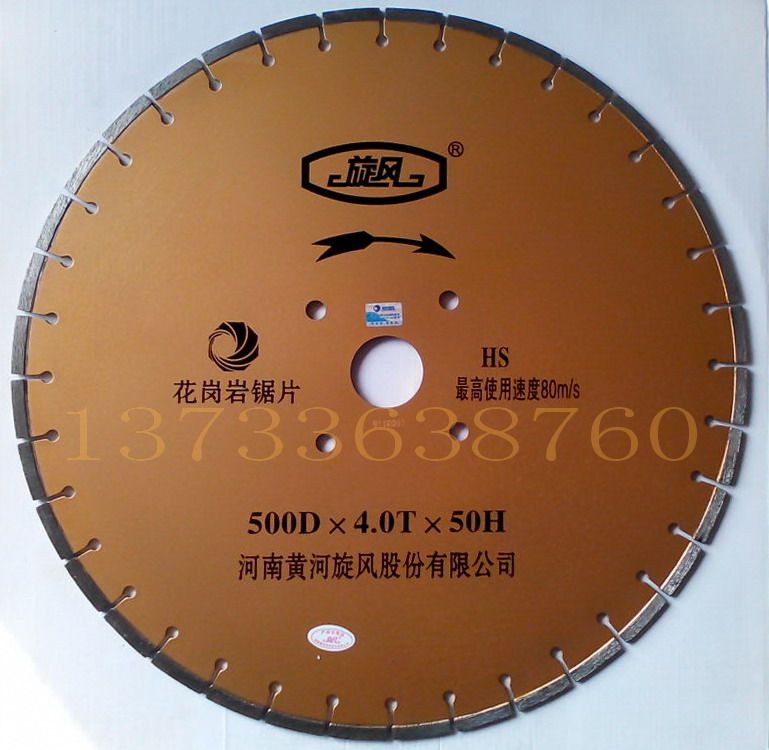 旋风®
HS
最高使用速度80m/s
花岗岩锯片
13733638760
500D×4.0T×50H
河南黄河旋风股份有限公司